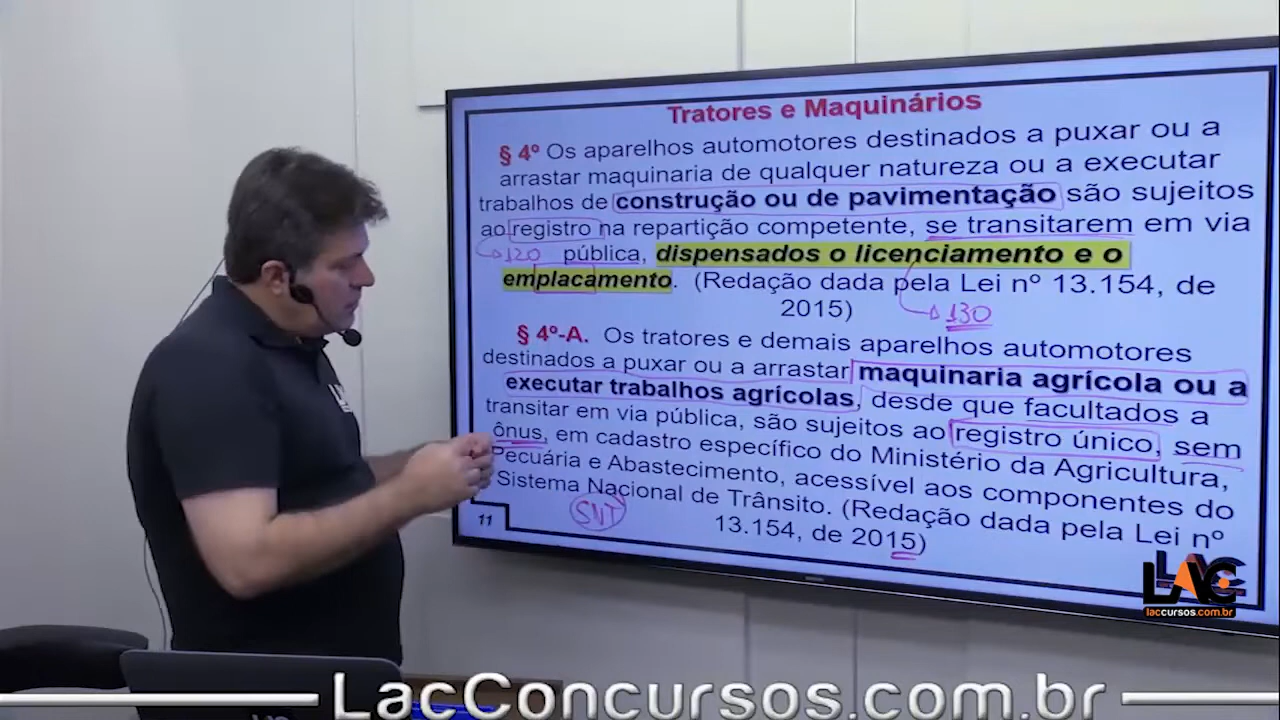 Tratores e Maquinários
§ 4º Os aparelhos automotores destinados a puxar ou a
arrastar maquinaria de qualquer natureza ou a executar
trabalhos de construção ou de pavimentação são sujeitos
ao registro na repartição competente, se transitarem em via
120 pública, dispensados o licenciamento e o
emplacamento. (Redação dada pela Lei nº 13.154, de
2015)
130
§ 4º-A. Os tratores e demais aparelhos automotores
destinados a puxar ou a arrastar maquinaria agrícola ou a
executar trabalhos agrícolas, desde que facultados a
transitar em via pública, são sujeitos ao registro único, sem
ônus, em cadastro específico do Ministério da Agricultura,
Pecuária e Abastecimento, acessível aos componentes do
Sistema Nacional de Trânsito. (Redação dada pela Lei nº
13.154, de 2015)
SNT
11
LAC
laccursos.com.br
LacConcursos.com.br